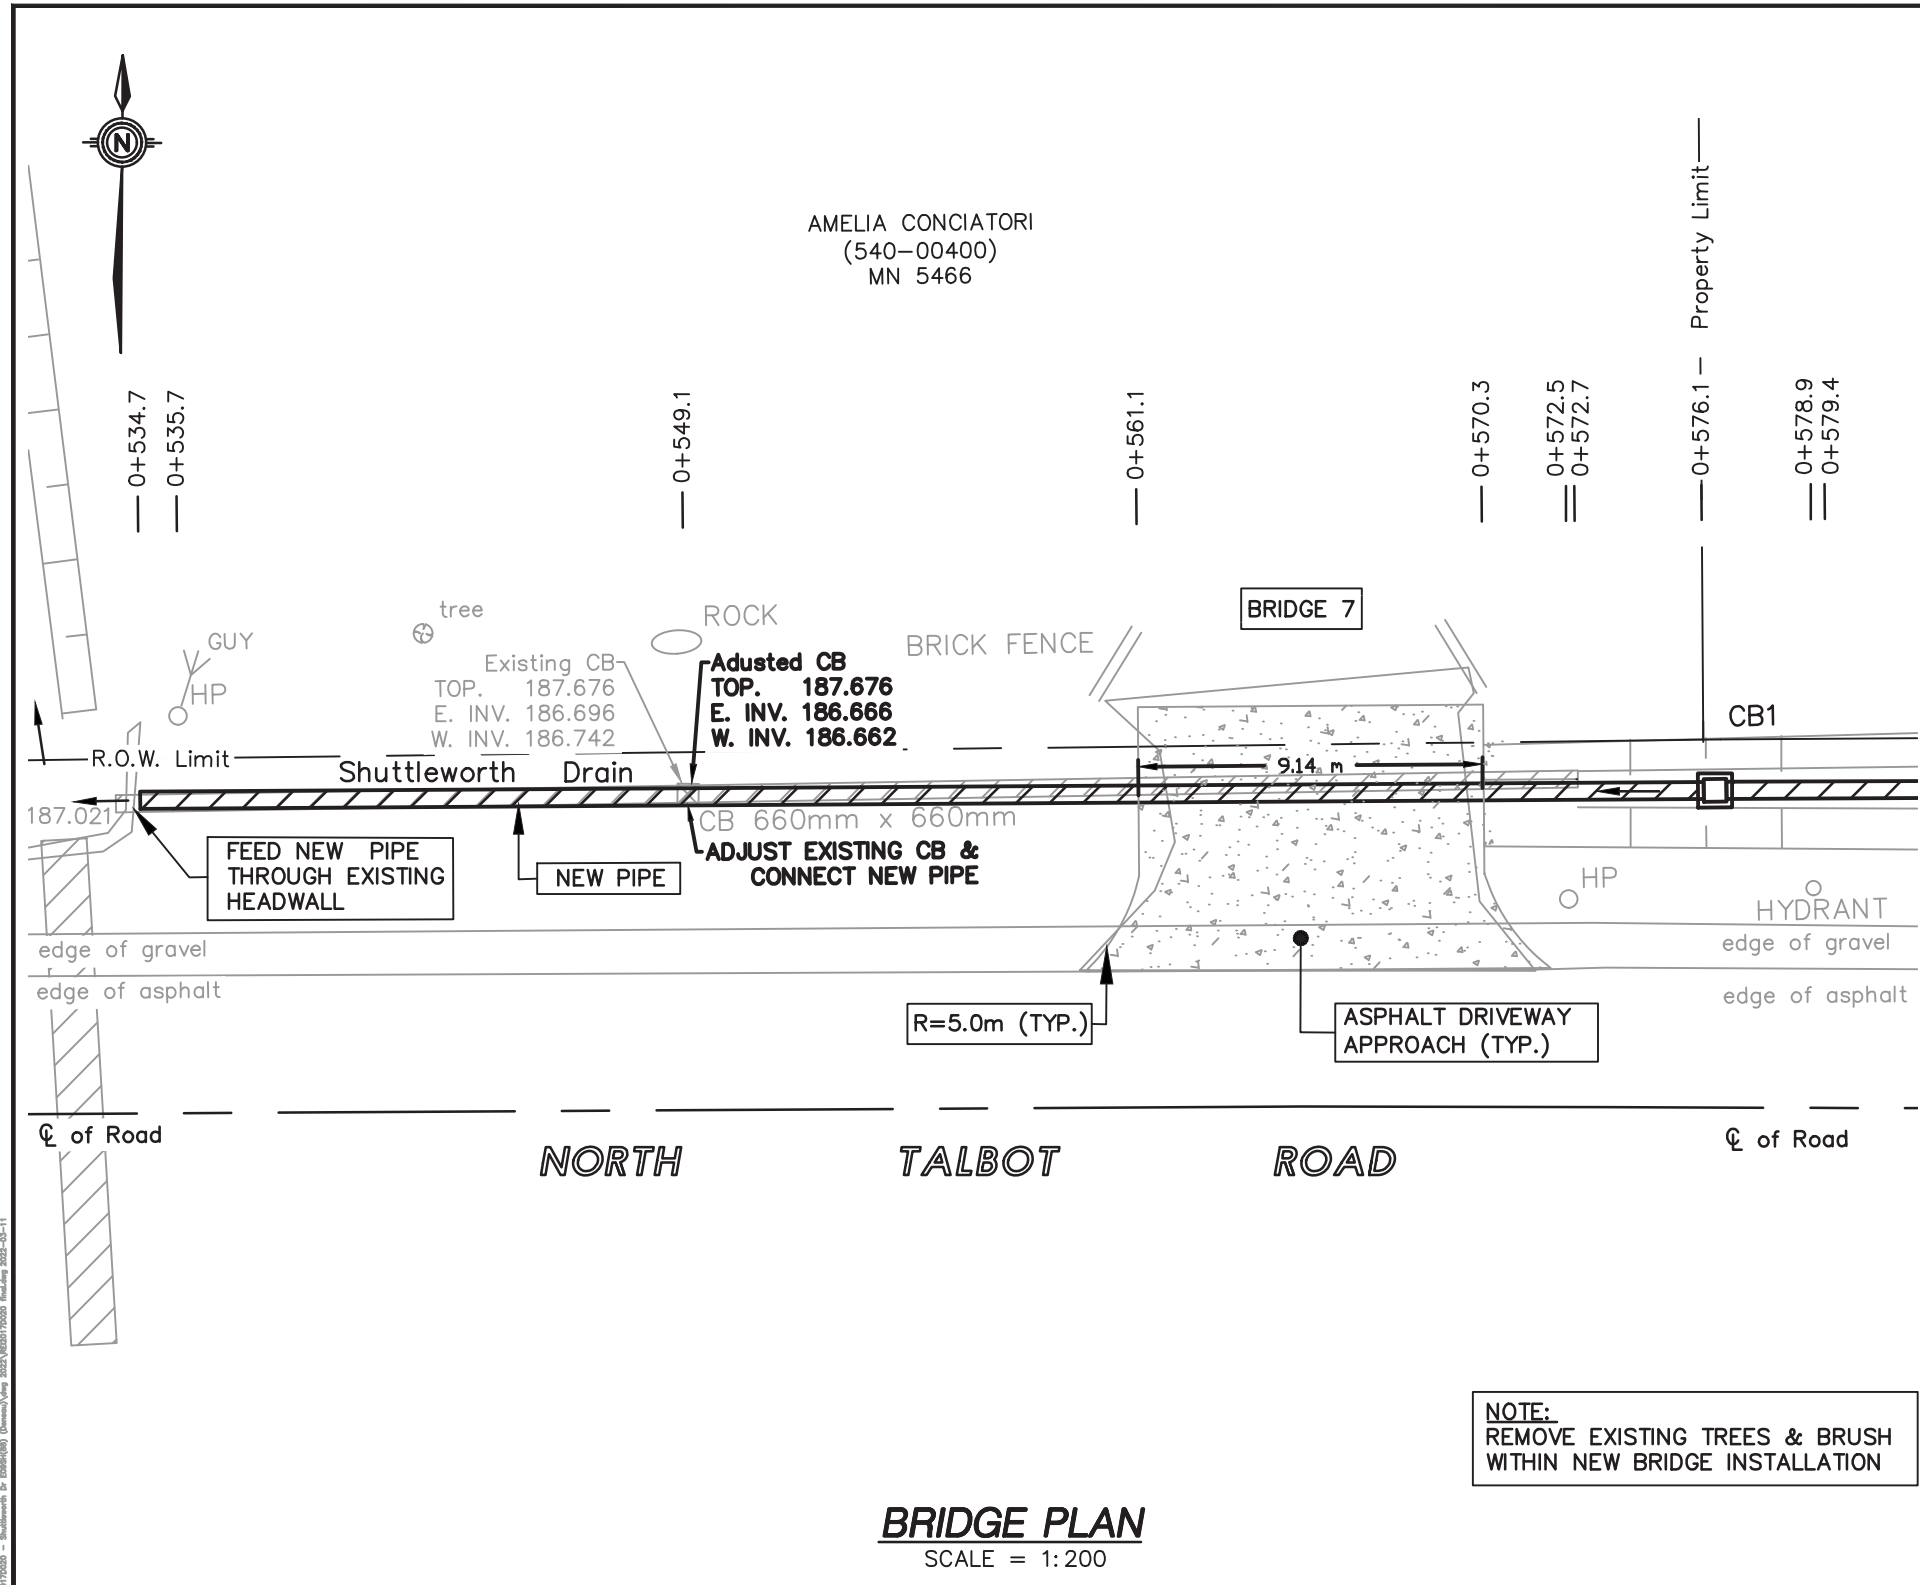 N
AMELIA CONCIATORI
(540-00400)
MN 5466
Property Limit
0+534.7
0+535.7
0+549.1
0+561.1
0+570.3
0+572.5
0+572.7
0+576.1
0+578.9
0+579.4
BRIDGE 7
tree
ROCK
BRICK FENCE
GUY
HP
Existing CB
TOP. 187.676
E. INV. 186.696
W. INV. 186.742
Adusted CB
TOP. 187.676
E. INV. 186.666
W. INV. 186.662
CB1
R.O.W. Limit
Shuttleworth Drain
9.14 m
187.021
CB 660mm x 660mm
ADJUST EXISTING CB &
CONNECT NEW PIPE
FEED NEW PIPE
THROUGH EXISTING
HEADWALL
NEW PIPE
HP
HYDRANT
edge of gravel
edge of gravel
edge of asphalt
edge of asphalt
R=5.0m (TYP.)
ASPHALT DRIVEWAY
APPROACH (TYP.)
℄ of Road
℄ of Road
NORTH TALBOT ROAD
NOTE:
REMOVE EXISTING TREES & BRUSH
WITHIN NEW BRIDGE INSTALLATION
BRIDGE PLAN
SCALE = 1:200